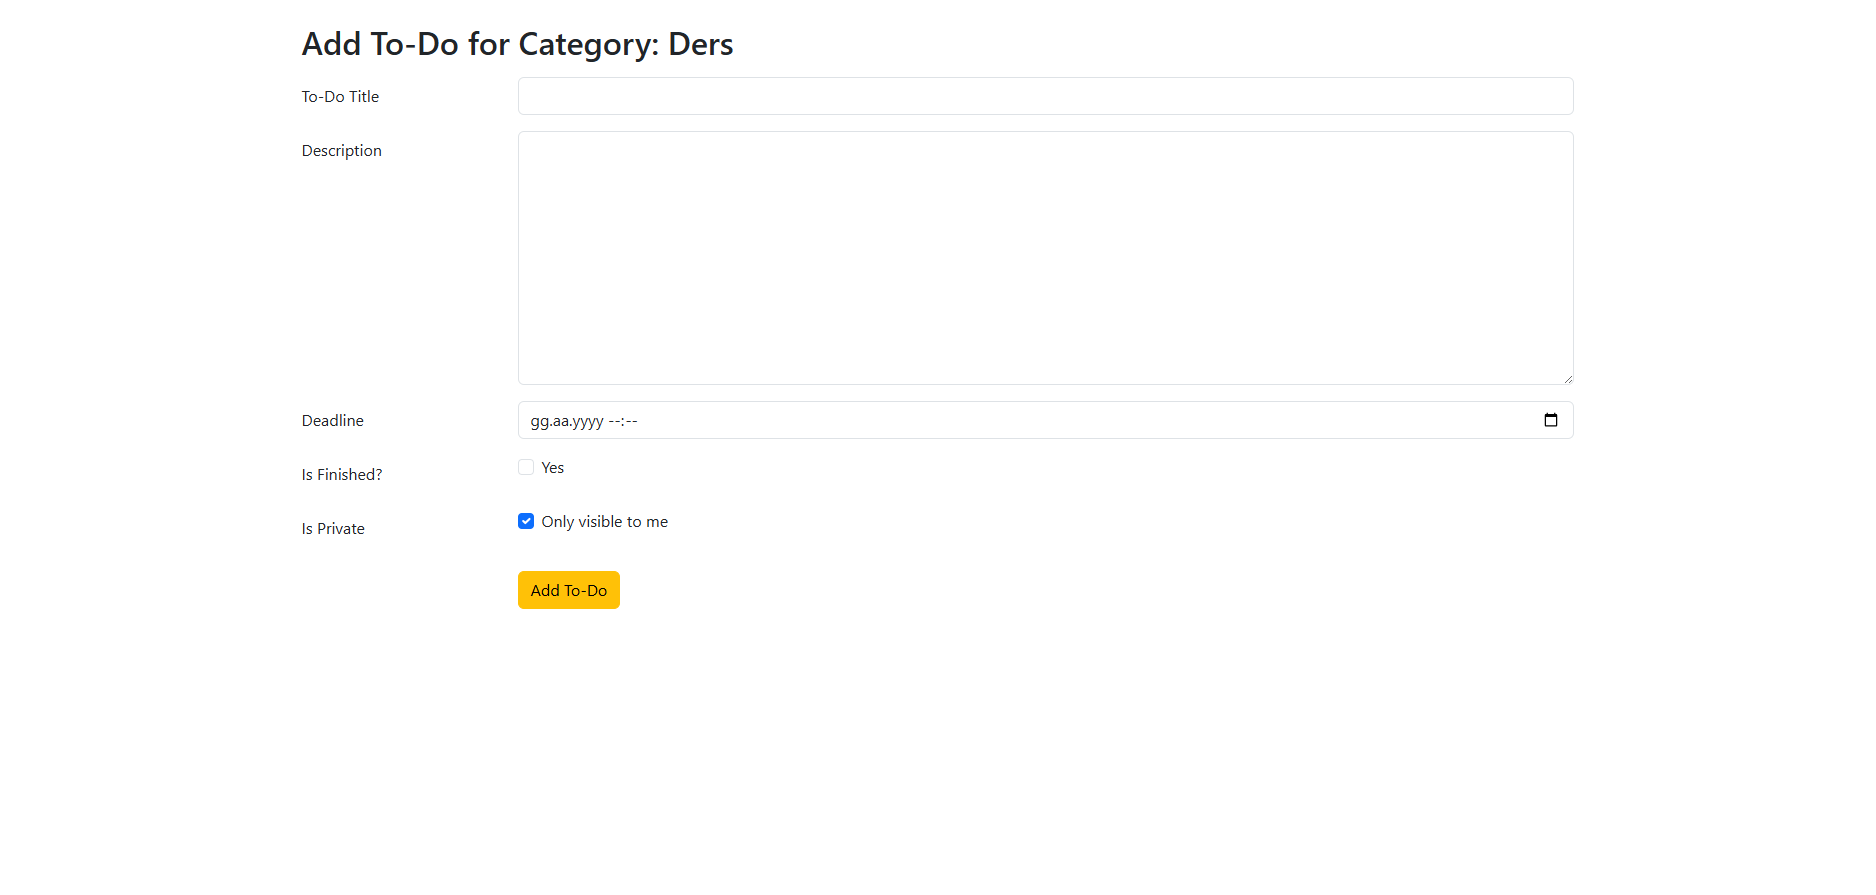 Add To-Do for Category: Ders
To-Do Title
Description
Deadline
gg.aa.yyyy --:--
Is Finished?
Yes
Is Private
Only visible to me
Add To-Do